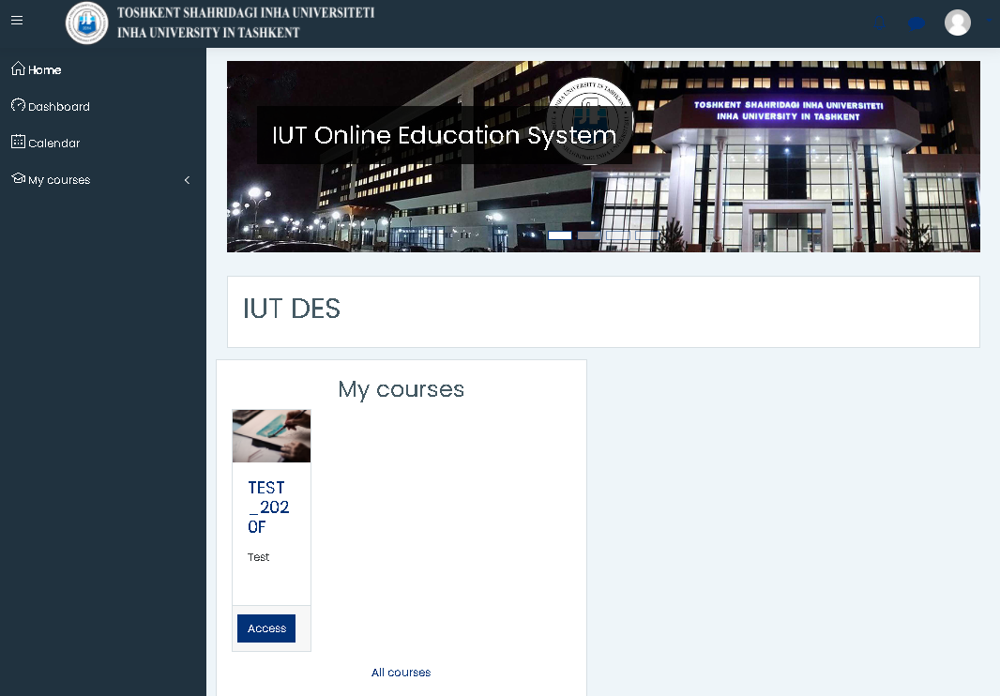 TOSHKENT SHAHRIDAGI INHA UNIVERSITETI
INHA UNIVERSITY IN TASHKENT
Home
Dashboard
Calendar
My courses
IUT Online Education System
TOSHKENT SHAHRIDAGI INHA UNIVERSITETI
INHA UNIVERSITY IN TASHKENT
IUT DES
My courses
TEST
_202
0F
Test
Access
All courses